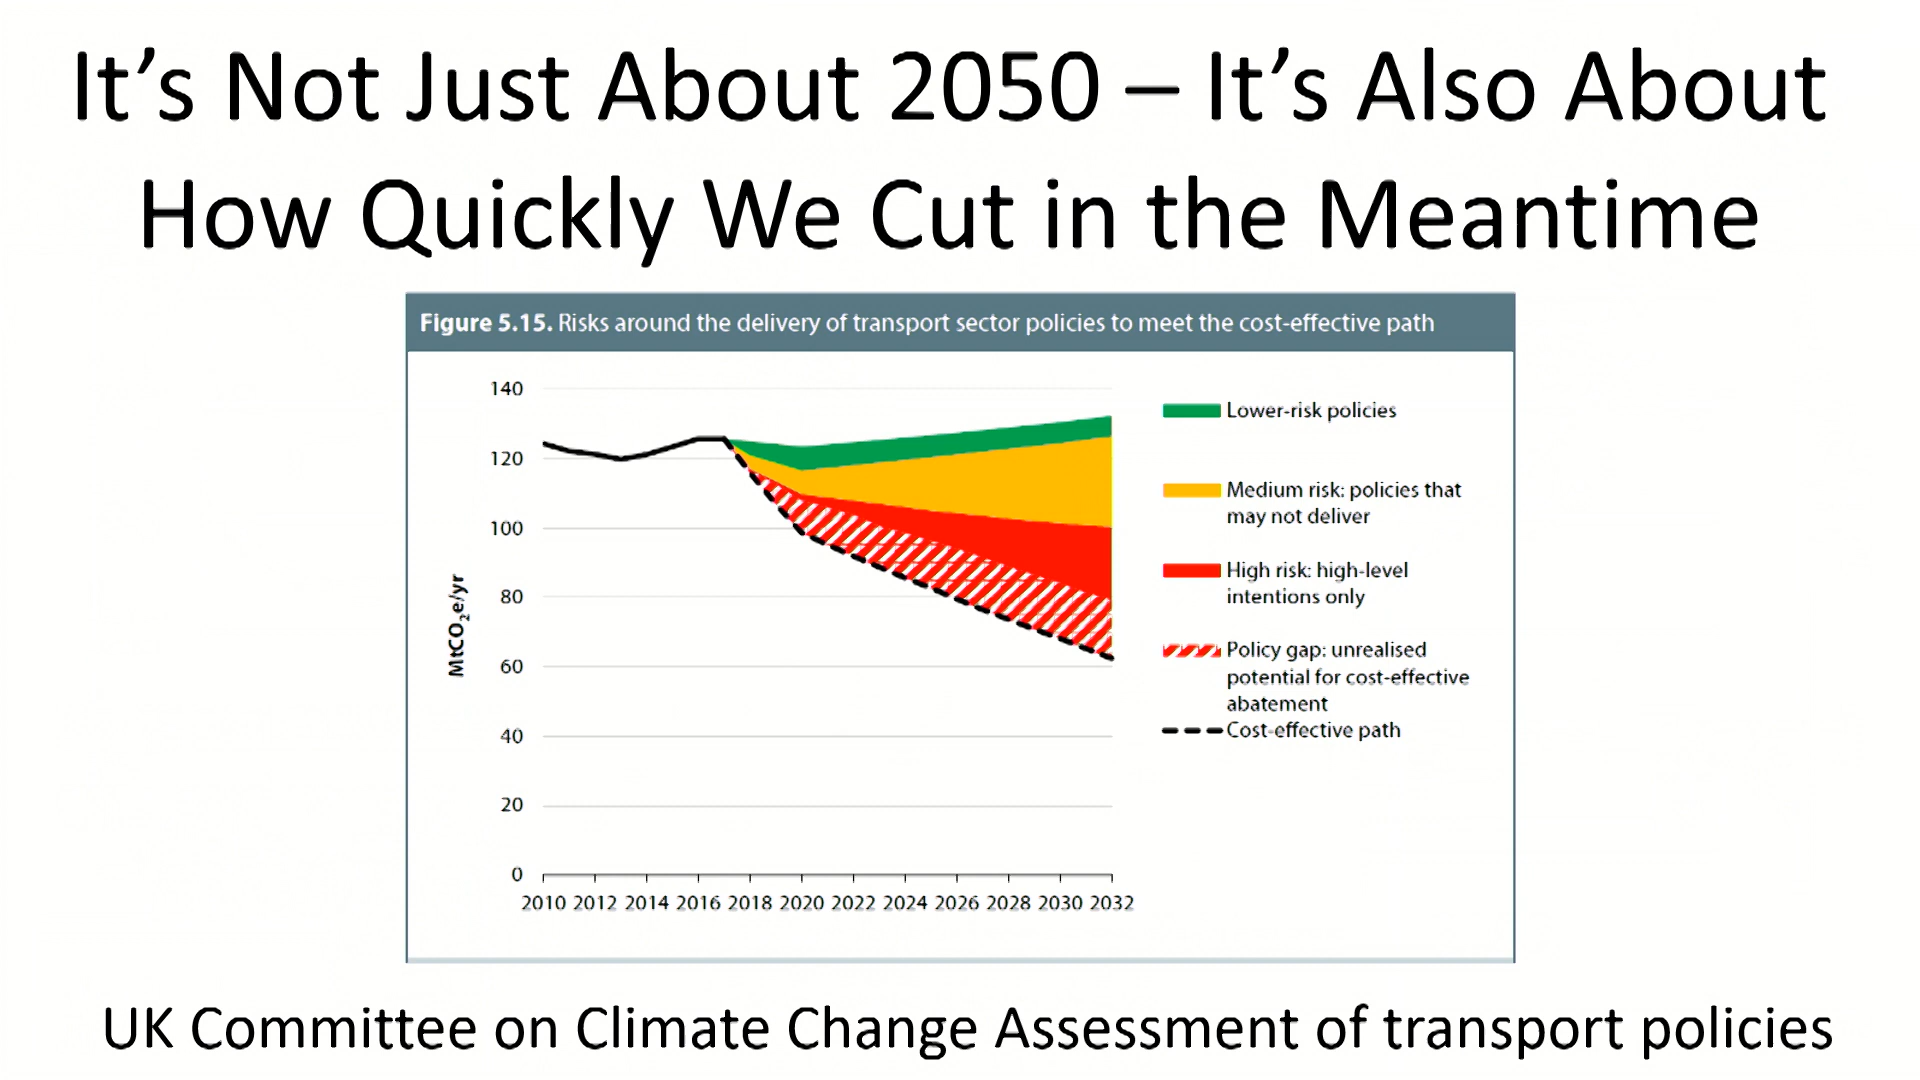 It’s Not Just About 2050 – It’s Also About
How Quickly We Cut in the Meantime
Figure 5.15. Risks around the delivery of transport sector policies to meet the cost-effective path
140
120
100
80
60
40
20
0
MtCO₂e/yr
2010 2012 2014 2016 2018 2020 2022 2024 2026 2028 2030 2032
Lower-risk policies
Medium risk: policies that
may not deliver
High risk: high-level
intentions only
Policy gap: unrealised
potential for cost-effective
abatement
Cost-effective path
UK Committee on Climate Change Assessment of transport policies